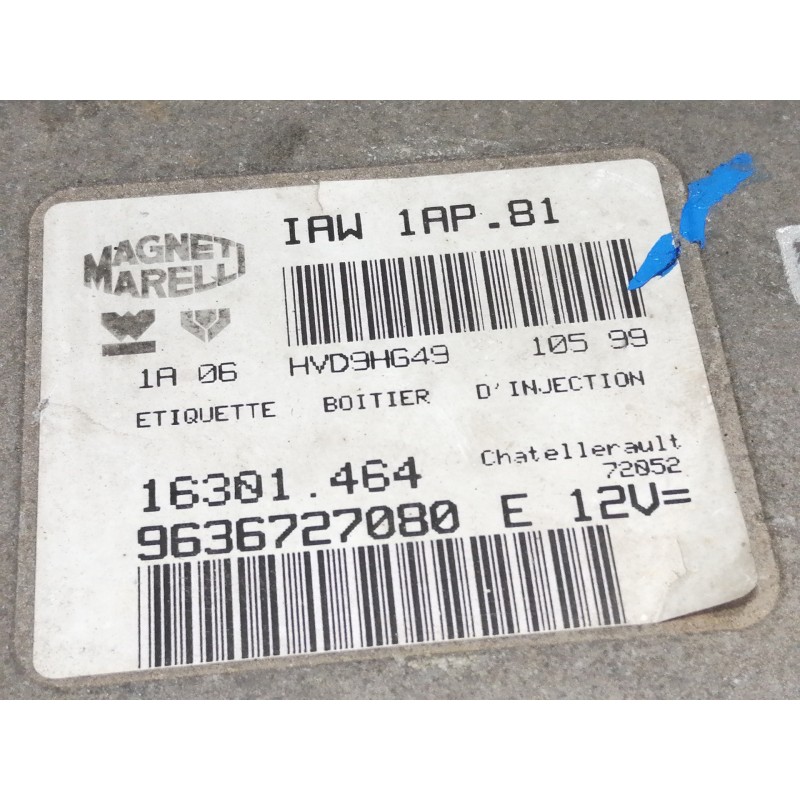 MAGNETI
MARELLI
IAW 1AP.81
1A 06
HVD9HG49
105 99
ETIQUETTE BOITIER D'INJECTION
Chatellerault
72052
16301.464
9636727080 E 12V=